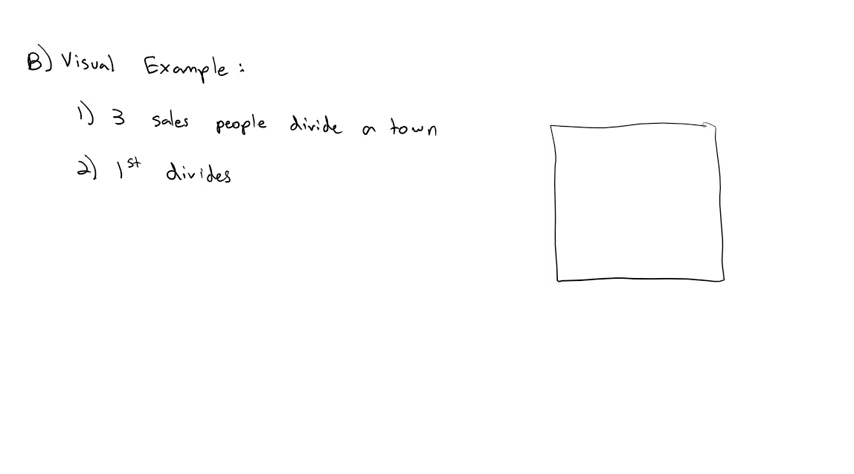 B) Visual Example:
1) 3 sales people divide a town
2) 1st divides